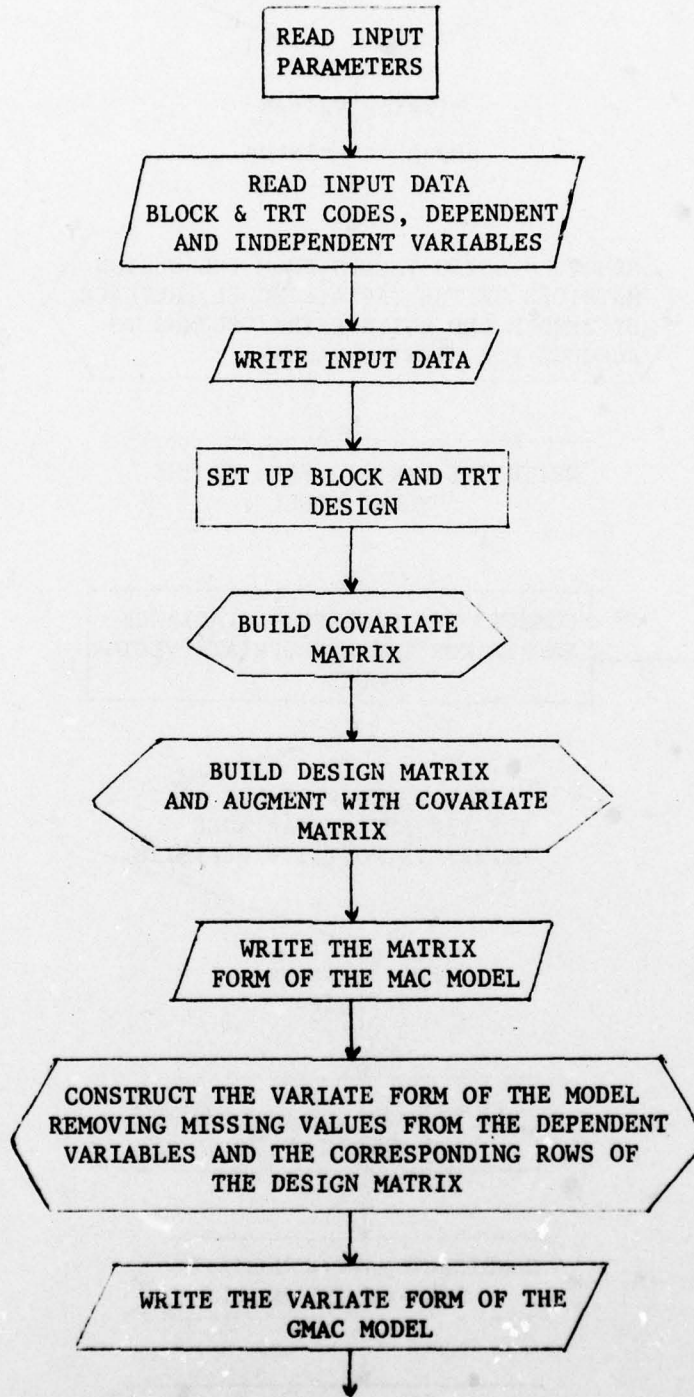 READ INPUT
PARAMETERS
READ INPUT DATA
BLOCK & TRT CODES, DEPENDENT
AND INDEPENDENT VARIABLES
WRITE INPUT DATA
SET UP BLOCK AND TRT
DESIGN
BUILD COVARIATE
MATRIX
BUILD DESIGN MATRIX
AND AUGMENT WITH COVARIATE
MATRIX
WRITE THE MATRIX
FORM OF THE MAC MODEL
CONSTRUCT THE VARIATE FORM OF THE MODEL
REMOVING MISSING VALUES FROM THE DEPENDENT
VARIABLES AND THE CORRESPONDING ROWS OF
THE DESIGN MATRIX
WRITE THE VARIATE FORM OF THE
GMAC MODEL